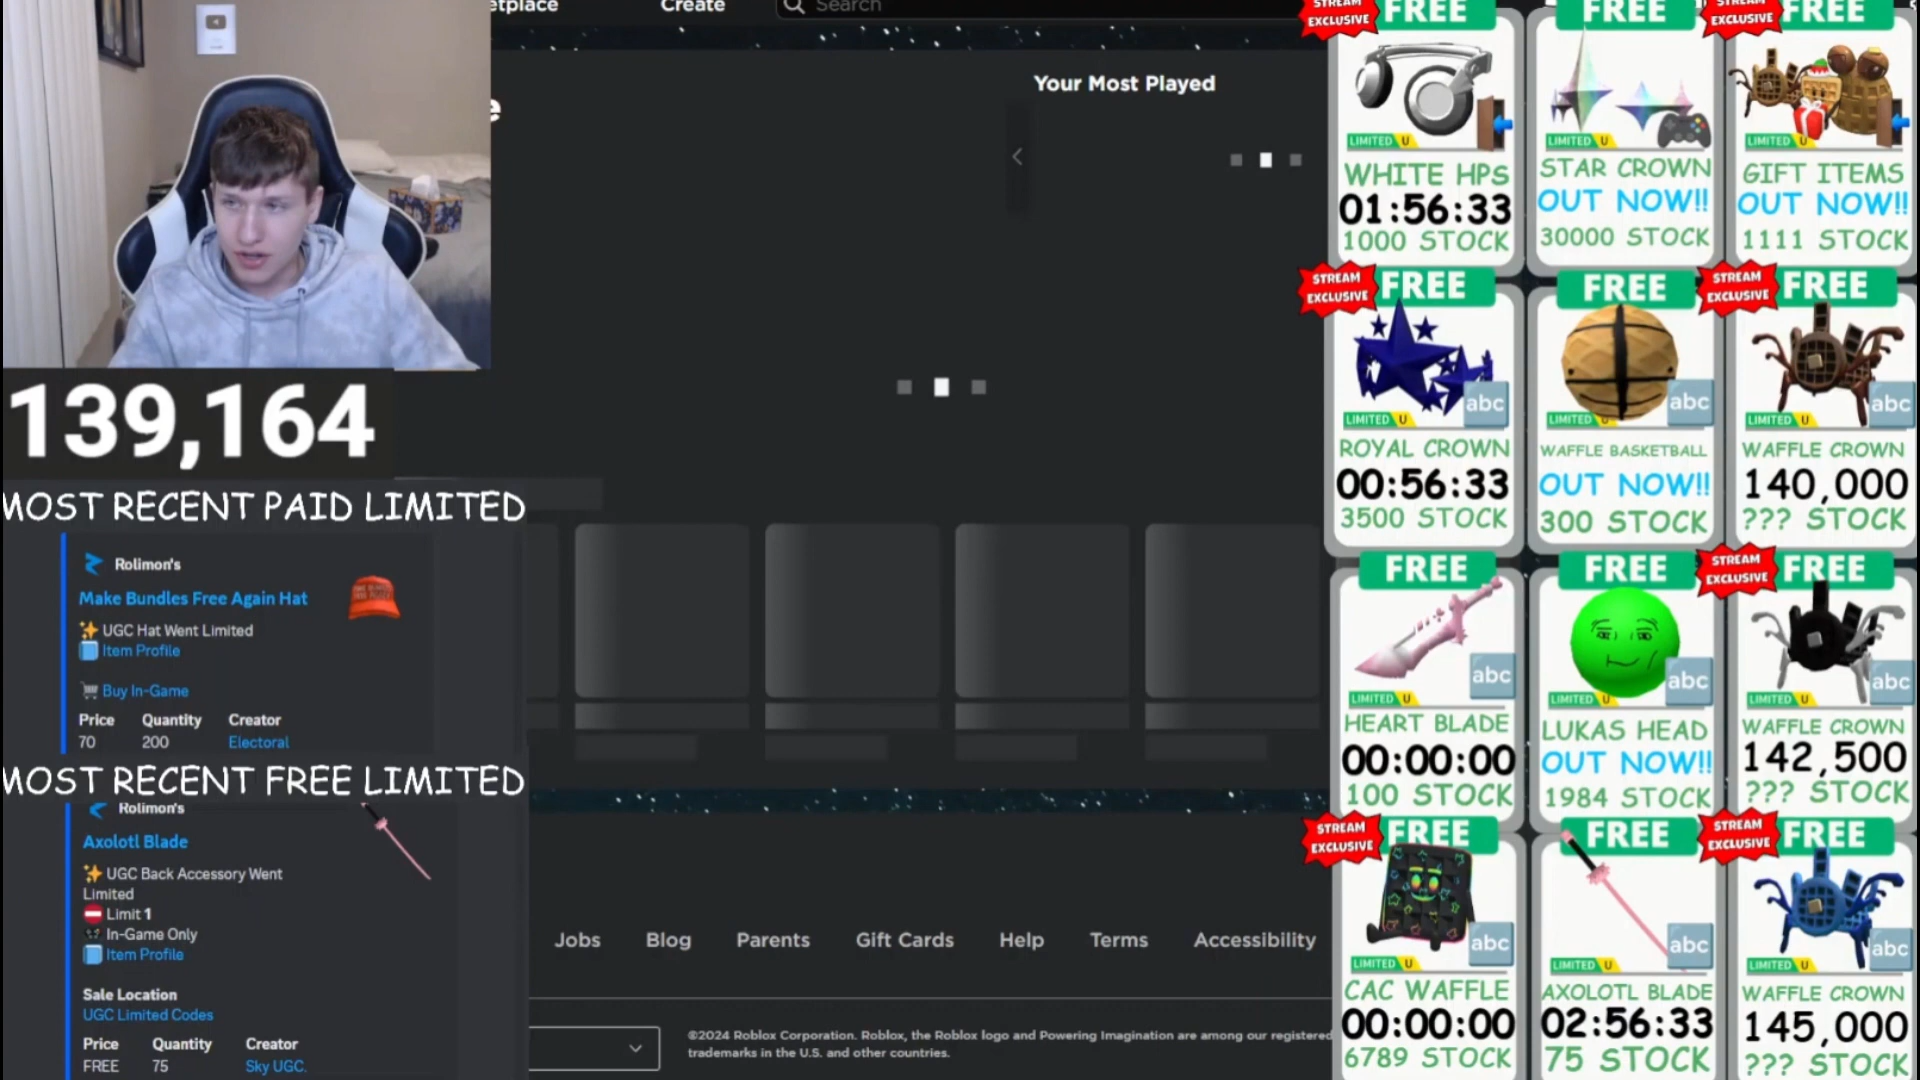 etplace
Create
Search
e
Your Most Played
139,164
MOST RECENT PAID LIMITED
Rolimon's
Make Bundles Free Again Hat
UGC Hat Went Limited
Item Profile
Buy In-Game
Price Quantity Creator
70 200 Electoral
MOST RECENT FREE LIMITED
Rolimon's
Axolotl Blade
UGC Back Accessory Went
Limited
Limit 1
In-Game Only
Item Profile
Sale Location
UGC Limited Codes
Price Quantity Creator
FREE 75 Sky UGC.
Jobs Blog Parents Gift Cards Help Terms Accessibility
©2024 Roblox Corporation. Roblox, the Roblox logo and Powering Imagination are among our registered
trademarks in the U.S. and other countries.
STREAM
EXCLUSIVE
FREE
LIMITED U
WHITE HPS
01:56:33
1000 STOCK
FREE
LIMITED U
STAR CROWN
OUT NOW!!
30000 STOCK
STREAM
EXCLUSIVE
FREE
LIMITED U
GIFT ITEMS
OUT NOW!!
1111 STOCK
STREAM
EXCLUSIVE
FREE
abc
LIMITED U
ROYAL CROWN
00:56:33
3500 STOCK
FREE
abc
LIMITED U
WAFFLE BASKETBALL
OUT NOW!!
300 STOCK
STREAM
EXCLUSIVE
FREE
abc
LIMITED U
WAFFLE CROWN
140,000
??? STOCK
FREE
abc
LIMITED U
HEART BLADE
00:00:00
100 STOCK
FREE
abc
LIMITED U
LUKAS HEAD
OUT NOW!!
1984 STOCK
STREAM
EXCLUSIVE
FREE
abc
LIMITED U
WAFFLE CROWN
142,500
??? STOCK
STREAM
EXCLUSIVE
FREE
abc
LIMITED U
CAC WAFFLE
00:00:00
6789 STOCK
FREE
abc
LIMITED U
AXOLOTL BLADE
02:56:33
75 STOCK
STREAM
EXCLUSIVE
FREE
abc
LIMITED U
WAFFLE CROWN
145,000
??? STOCK